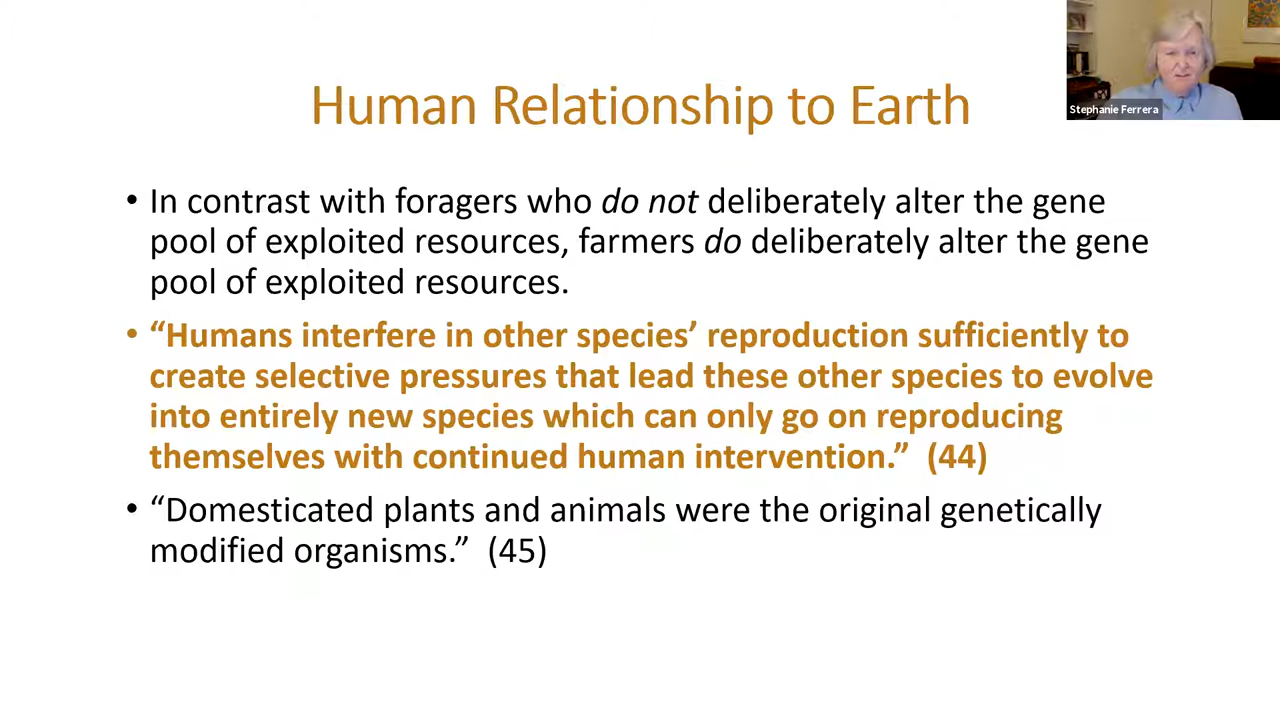 Human Relationship to Earth
Stephanie Ferrera
• In contrast with foragers who do not deliberately alter the gene
pool of exploited resources, farmers do deliberately alter the gene
pool of exploited resources.
• “Humans interfere in other species’ reproduction sufficiently to
create selective pressures that lead these other species to evolve
into entirely new species which can only go on reproducing
themselves with continued human intervention.” (44)
• “Domesticated plants and animals were the original genetically
modified organisms.” (45)